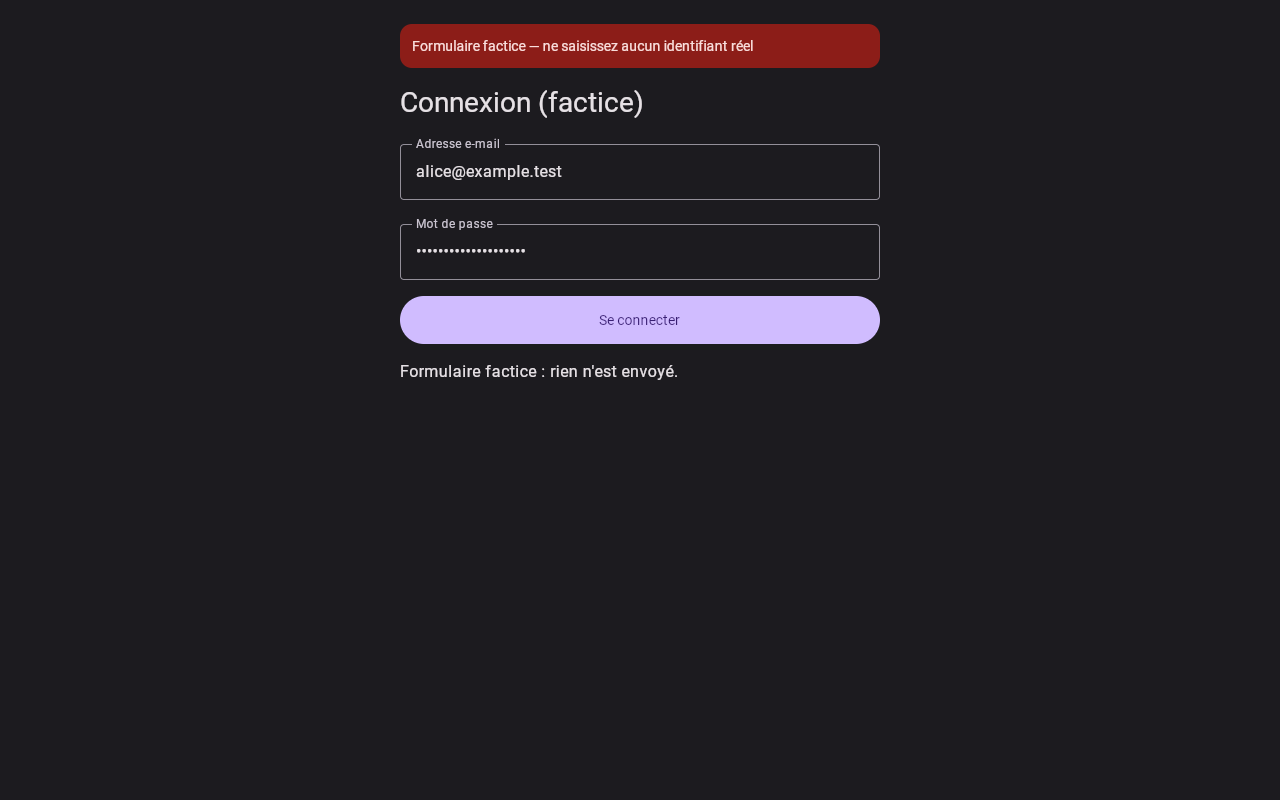 Formulaire factice — ne saisissez aucun identifiant réel
Connexion (factice)
Adresse e-mail
alice@example.test
Mot de passe
••••••••••••••••••••
Se connecter
Formulaire factice : rien n'est envoyé.